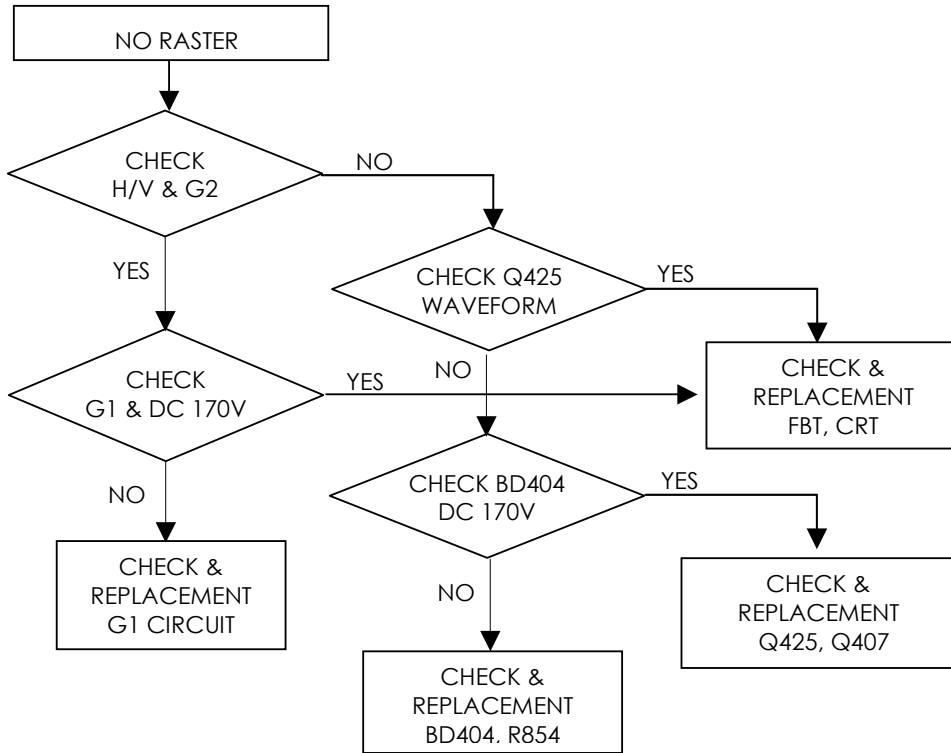 NO RASTER
CHECK
H/V & G2
NO
YES
CHECK Q425
WAVEFORM
YES
NO
CHECK
G1 & DC 170V
YES
CHECK &
REPLACEMENT
FBT, CRT
NO
CHECK BD404
DC 170V
YES
NO
CHECK &
REPLACEMENT
G1 CIRCUIT
CHECK &
REPLACEMENT
Q425, Q407
CHECK &
REPLACEMENT
BD404, R854